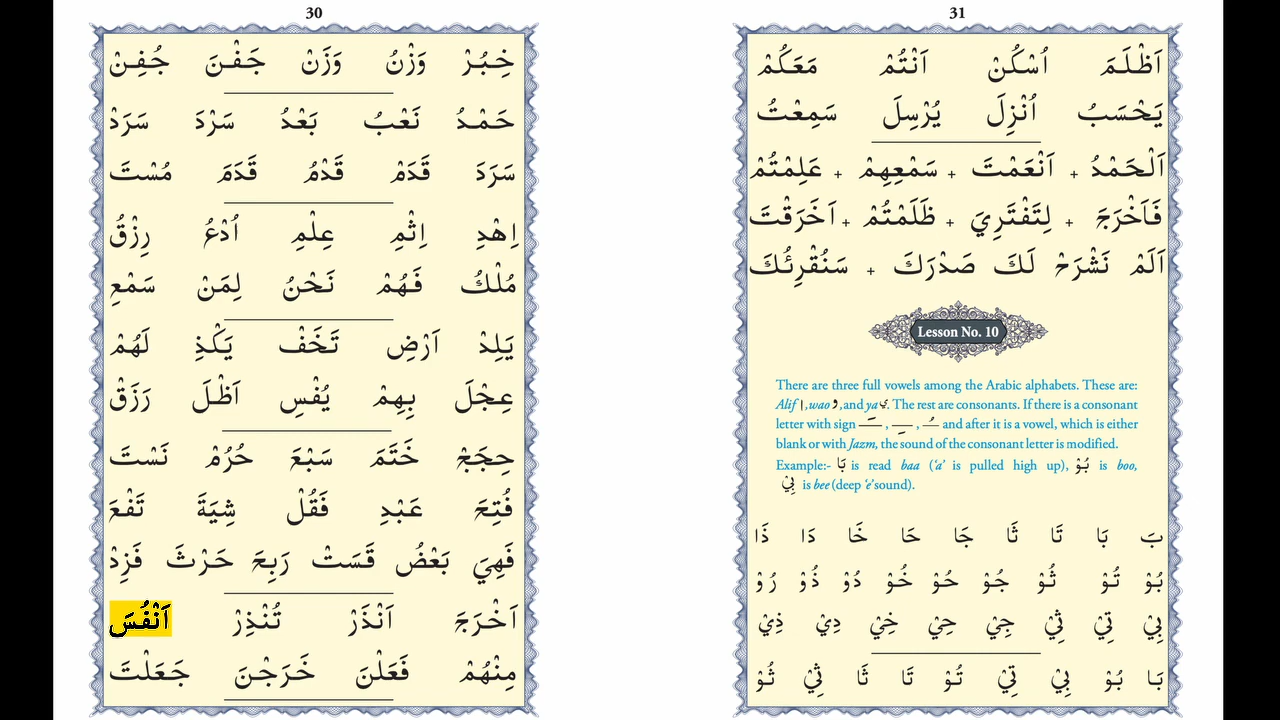 30
خِبُرْ وَزْنُ وَزَنْ جَفْنَ جُفِنْ
حَمْدُ نَعْبُ بَعْدُ سَرْدَ سَرَدْ
سَرَدَ قَدَمْ قَدْمُ قَدَمَ مُسْتَ
اِهْدِ اِثْمِ عِلْمِ اُدْعُ رِزْقُ
مُلْكُ فَهُمْ نَحْنُ لِمَنْ سَمْعِ
يَلِدْ اَرْضِ تَخَفْ يَكْذِ لَهُمْ
عِجْلَ بِهِمْ يُفْسِ اَظْلَ رَزَقْ
حِجَجْ خَتَمَ سَبْعَ حُرُمْ نَسْتَ
فُتِحَ عَبْدِ فَقُلْ شِيَةَ تَفْعَ
فَهِيَ بَعْضُ قَسَتْ رَبِحَ حَرْثَ فَزِدْ
اَخْرَجَ اَنْذَرْ تُنْذِرْ اَنْفُسَ
مِنْهُمْ فَعَلْنَ خَرَجْنَ جَعَلْتَ
31
اَظْلَمَ اُسْكُنْ اَنْتُمْ مَعَكُمْ
يَحْسَبُ اُنْزِلَ يُرْسِلَ سَمِعْتُ
اَلْحَمْدُ + اَنْعَمْتَ + سَمْعِهِمْ + عَلِمْتُمْ
فَاَخْرَجَ + لِتَفْتَرِيَ + ظَلَمْتُمْ + اَخَرَقْتَ
اَلَمْ نَشْرَحْ لَكَ صَدْرَكَ + سَنُقْرِئُكَ
Lesson No. 10
There are three full vowels among the Arabic alphabets. These are:
Alif ا, wao و, and ya ي. The rest are consonants. If there is a consonant
letter with sign ـَ , ـِ , ـُ and after it is a vowel, which is either
blank or with Jazm, the sound of the consonant letter is modified.
Example:- بَا is read baa ('a' is pulled high up), بُوْ is boo,
بِيْ is bee (deep 'e' sound).
بَ بَا تَا ثَا جَا حَا خَا دَا ذَا
بُوْ تُوْ ثُوْ جُوْ حُوْ خُوْ دُوْ ذُوْ رُوْ
بِيْ تِيْ ثِيْ جِيْ حِيْ خِيْ دِيْ ذِيْ
بَا بُوْ بِيْ تِيْ تُوْ تَا ثَا ثِيْ ثُوْ